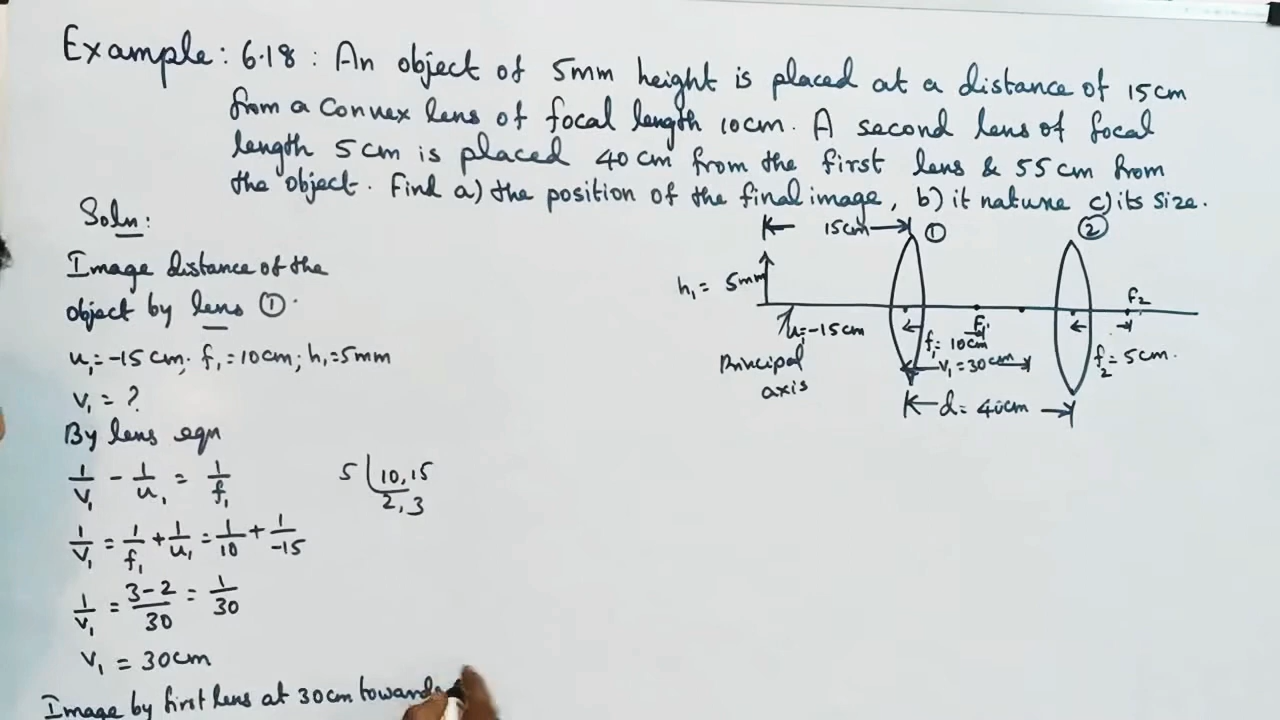 Example: 6.18 : An object of 5mm height is placed at a distance of 15cm
from a convex lens of focal length 10cm. A second lens of focal
length 5cm is placed 40cm from the first lens & 55cm from
the object. Find a) the position of the final image, b) it nature c) its size.
Soln:
Image distance of the
object by lens ①.
u₁=-15cm; f₁=10cm; h₁=5mm
v₁ = ?
By lens eqn
1/v₁ - 1/u₁ = 1/f₁
1/v₁ = 1/f₁ + 1/u₁ = 1/10 + 1/-15
1/v₁ = 3-2/30 = 1/30
v₁ = 30cm
Image by first lens at 30cm towards
5 | 10,15
2,3
15cm
①
②
h₁= 5mm
u₁=-15cm
Principal
axis
F₁
f₁=10cm
v₁=30cm
d=40cm
F₂
f₂=5cm.